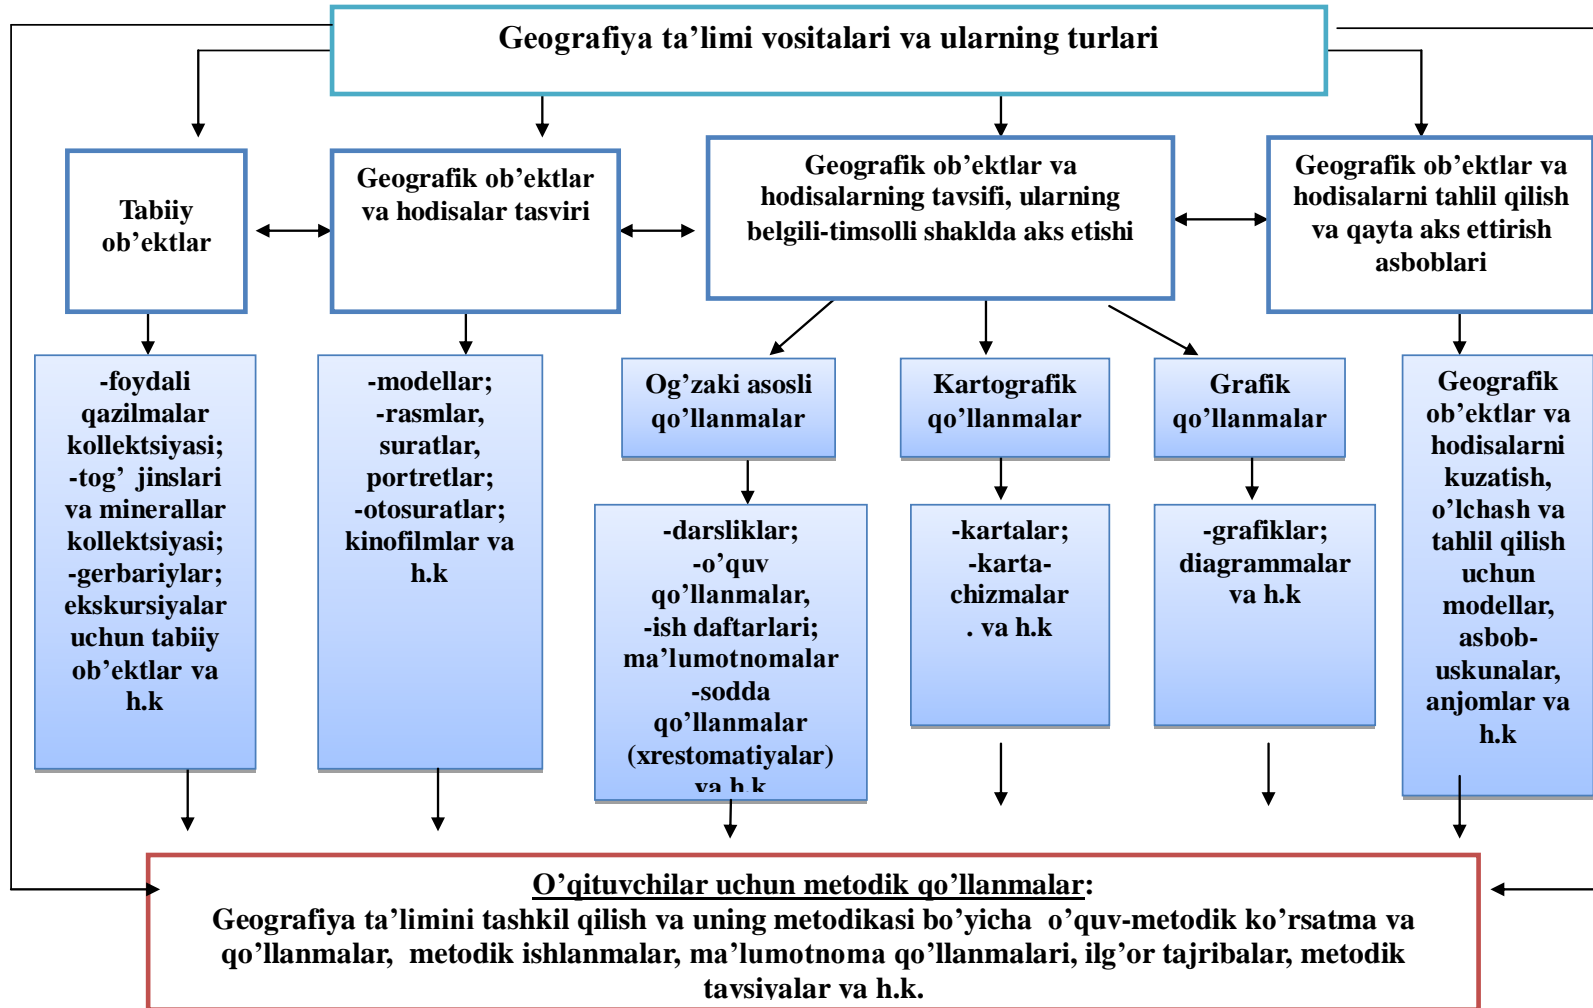 Geografiya ta’limi vositalari va ularning turlari
Tabiiy
ob’ektlar
Geografik ob’ektlar
va hodisalar tasviri
Geografik ob’ektlar va
hodisalarning tavsifi, ularning
belgili-timsolli shaklda aks etishi
Geografik ob’ektlar va
hodisalarni tahlil qilish
va qayta aks ettirish
asboblari
-foydali
qazilmalar
kollektsiyasi;
-tog’ jinslari
va minerallar
kollektsiyasi;
-gerbariylar;
ekskursiyalar
uchun tabiiy
ob’ektlar va
h.k
-modellar;
-rasmlar,
suratlar,
portretlar;
-otosuratlar;
kinofilmlar va
h.k
Og’zaki asosli
qo’llanmalar
Kartografik
qo’llanmalar
Grafik
qo’llanmalar
-darsliklar;
-o’quv
qo’llanmalar,
-ish daftarlari;
ma’lumotnomalar
-sodda
qo’llanmalar
(xrestomatiyalar)
va h.k
-kartalar;
-karta-
chizmalar
. va h.k
-grafiklar;
diagrammalar
va h.k
Geografik
ob’ektlar va
hodisalarni
kuzatish,
o’lchash va
tahlil qilish
uchun
modellar,
asbob-
uskunalar,
anjomlar va
h.k
O’qituvchilar uchun metodik qo’llanmalar:
Geografiya ta’limini tashkil qilish va uning metodikasi bo’yicha o’quv-metodik ko’rsatma va
qo’llanmalar, metodik ishlanmalar, ma’lumotnoma qo’llanmalari, ilg’or tajribalar, metodik
tavsiyalar va h.k.